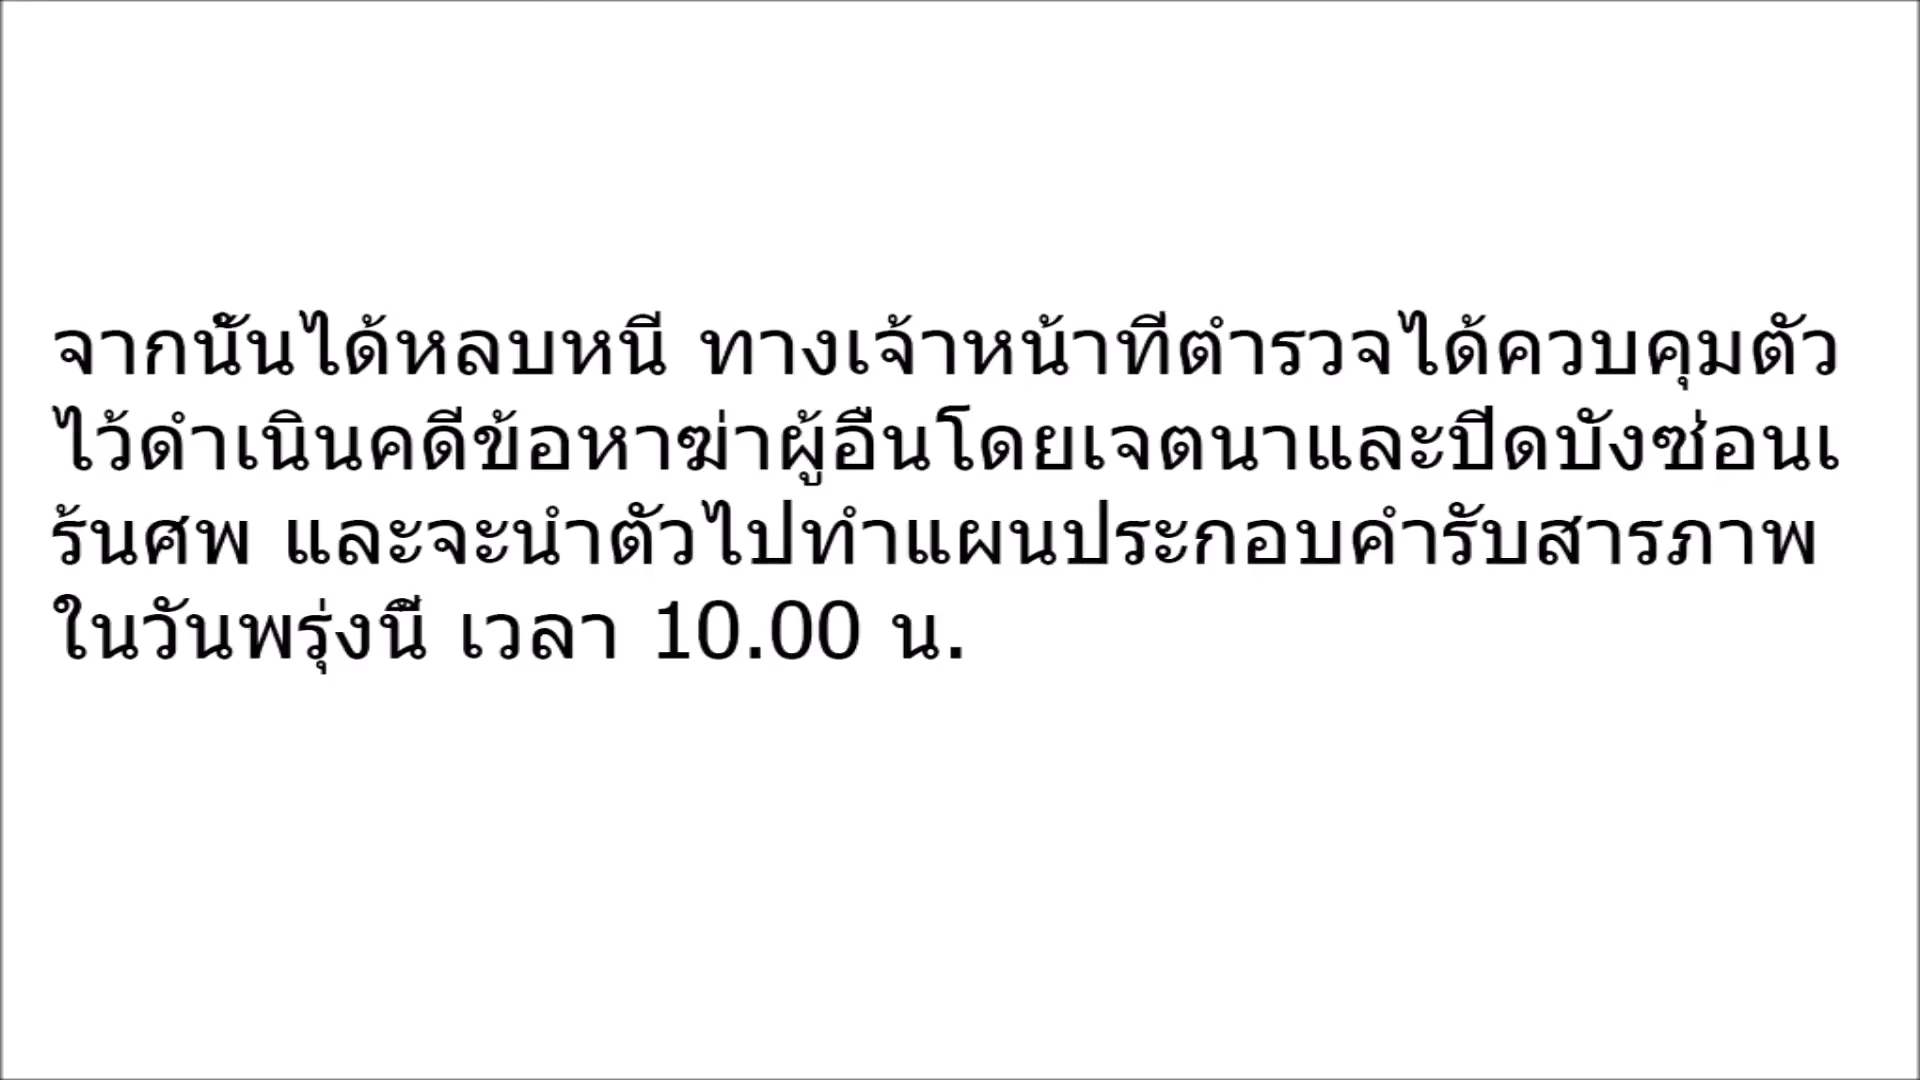 จากนั้นได้หลบหนี ทางเจ้าหน้าที่ตำรวจได้ควบคุมตัว
ไว้ดำเนินคดีข้อหาฆ่าผู้อื่นโดยเจตนาและปิดบังซ่อนเ
ร้นศพ และจะนำตัวไปทำแผนประกอบคำรับสารภาพ
ในวันพรุ่งนี้ เวลา 10.00 น.